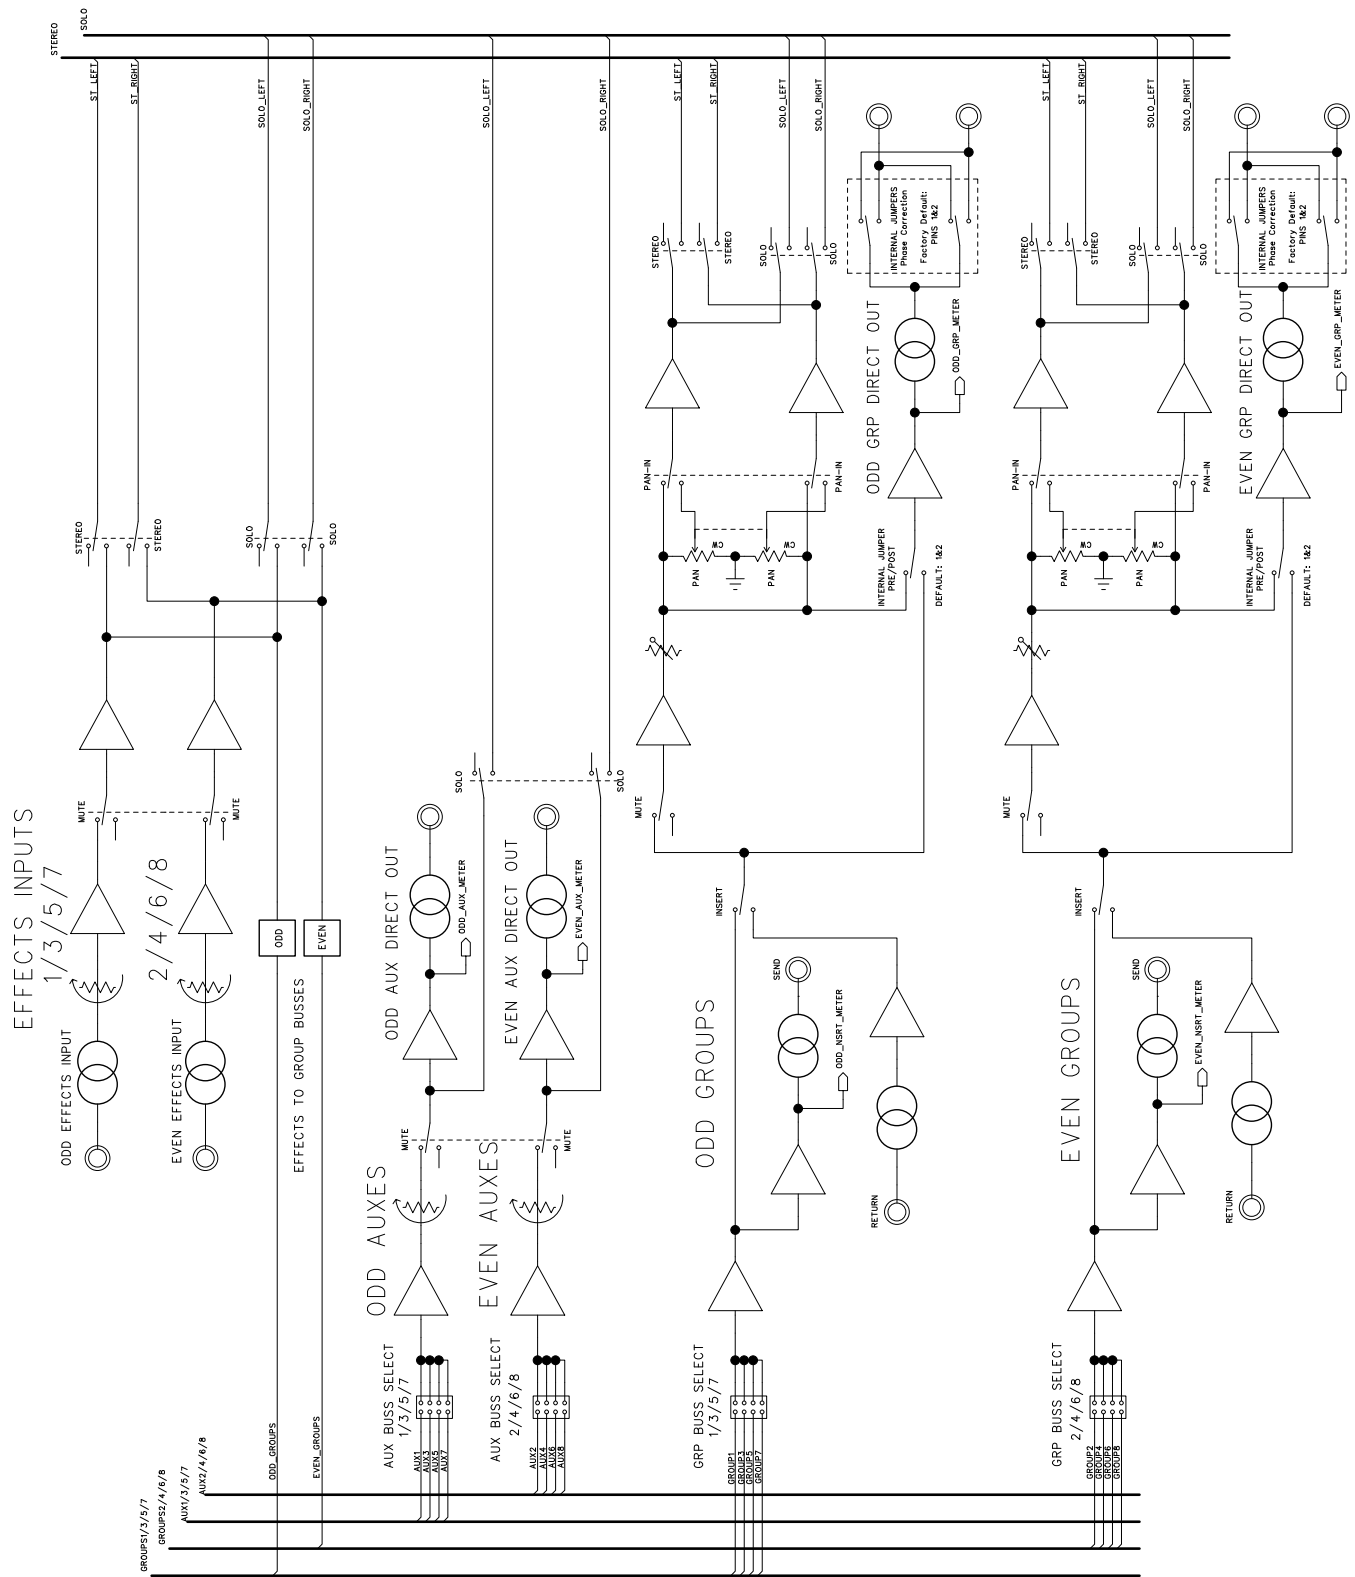 STEREO
SOLO
ST_LEFT
ST_RIGHT
SOLO_LEFT
SOLO_RIGHT
SOLO_LEFT
SOLO_RIGHT
ST_LEFT
ST_RIGHT
SOLO_LEFT
SOLO_RIGHT
ST_LEFT
ST_RIGHT
SOLO_LEFT
SOLO_RIGHT
EFFECTS INPUTS
1/3/5/7
2/4/6/8
ODD EFFECTS INPUT
EVEN EFFECTS INPUT
MUTE
MUTE
STEREO
STEREO
SOLO
SOLO
EFFECTS TO GROUP BUSSES
ODD
EVEN
ODD AUXES
EVEN AUXES
AUX BUSS SELECT
1/3/5/7
AUX BUSS SELECT
2/4/6/8
AUX1
AUX3
AUX5
AUX7
AUX2
AUX4
AUX6
AUX8
MUTE
MUTE
ODD AUX DIRECT OUT
EVEN AUX DIRECT OUT
ODD_AUX_METER
EVEN_AUX_METER
SOLO
SOLO
ODD GROUPS
GRP BUSS SELECT
1/3/5/7
GROUP1
GROUP3
GROUP5
GROUP7
SEND
ODD_NSRT_METER
RETURN
INSERT
MUTE
PAN
PAN
CW
CW
PAN-IN
PAN-IN
INTERNAL JUMPER
PRE/POST
DEFAULT: 1&2
STEREO
STEREO
SOLO
SOLO
ODD GRP DIRECT OUT
ODD_GRP_METER
INTERNAL JUMPERS
Phase Correction
Factory Default:
PINS 1&2
EVEN GROUPS
GRP BUSS SELECT
2/4/6/8
GROUP2
GROUP4
GROUP6
GROUP8
SEND
EVEN_NSRT_METER
RETURN
INSERT
MUTE
PAN
PAN
CW
CW
PAN-IN
PAN-IN
INTERNAL JUMPER
PRE/POST
DEFAULT: 1&2
STEREO
STEREO
SOLO
SOLO
EVEN GRP DIRECT OUT
EVEN_GRP_METER
INTERNAL JUMPERS
Phase Correction
Factory Default:
PINS 1&2
ODD_GROUPS
EVEN_GROUPS
GROUPS1/3/5/7
GROUPS2/4/6/8
AUX1/3/5/7
AUX2/4/6/8